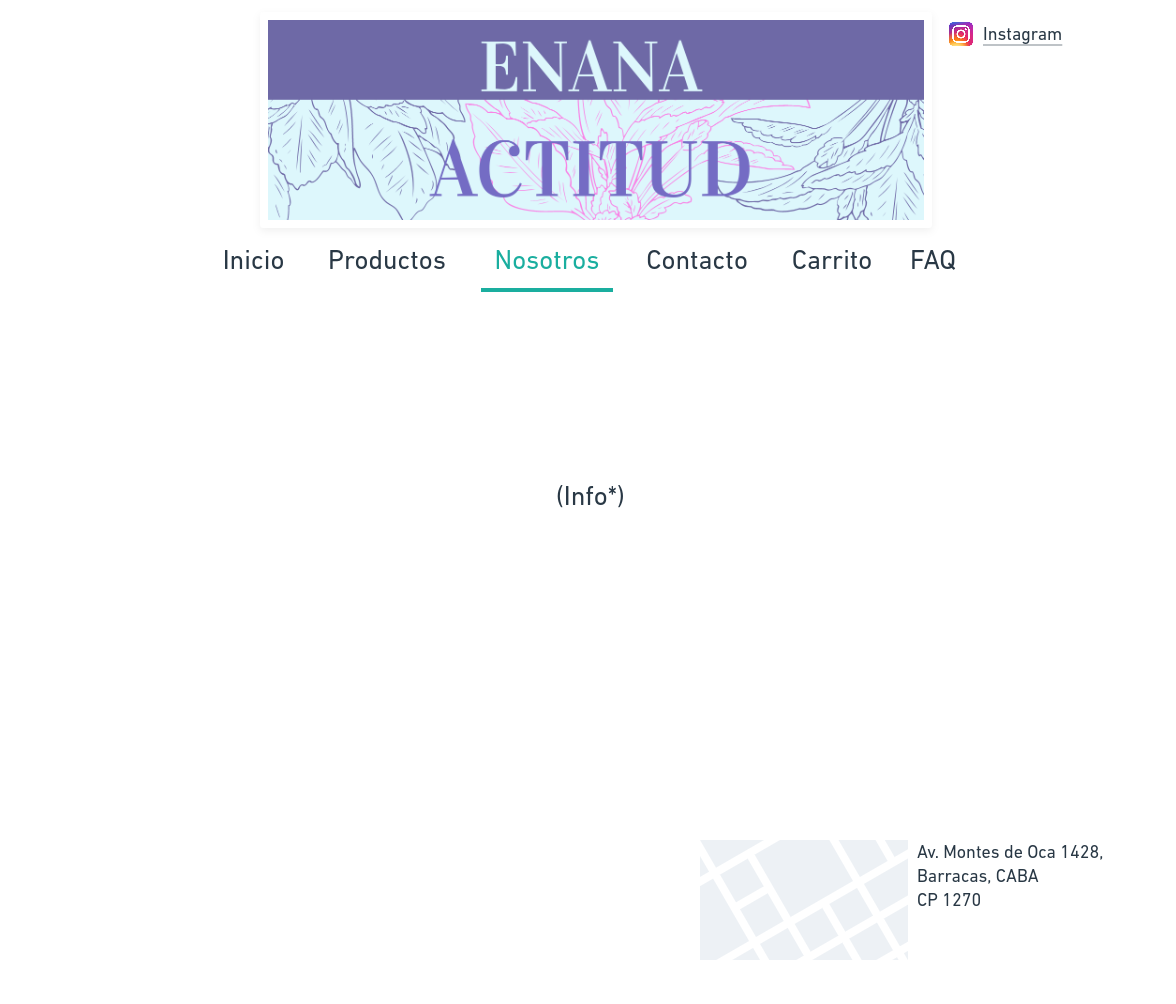 ENANA
ACTITUD
Instagram
Inicio Productos Nosotros Contacto Carrito FAQ
(Info*)
Av. Montes de Oca 1428,
Barracas, CABA
CP 1270